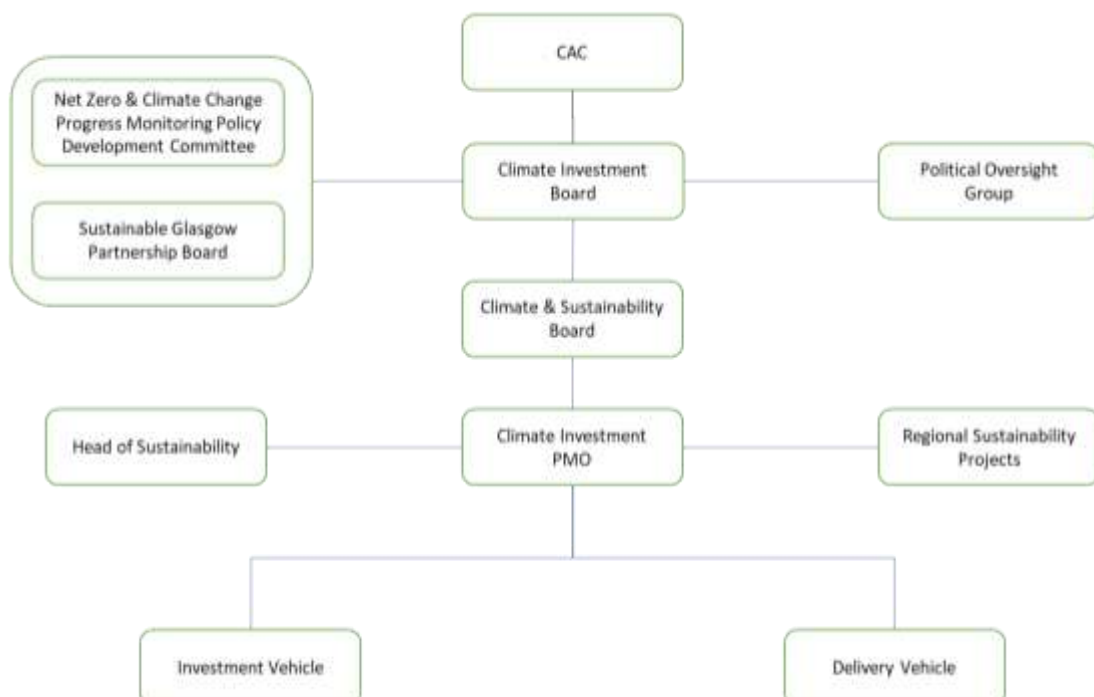 CAC
Net Zero & Climate Change
Progress Monitoring Policy
Development Committee
Climate Investment
Board
Political Oversight
Group
Sustainable Glasgow
Partnership Board
Climate & Sustainability
Board
Head of Sustainability
Climate Investment
PMO
Regional Sustainability
Projects
Investment Vehicle
Delivery Vehicle